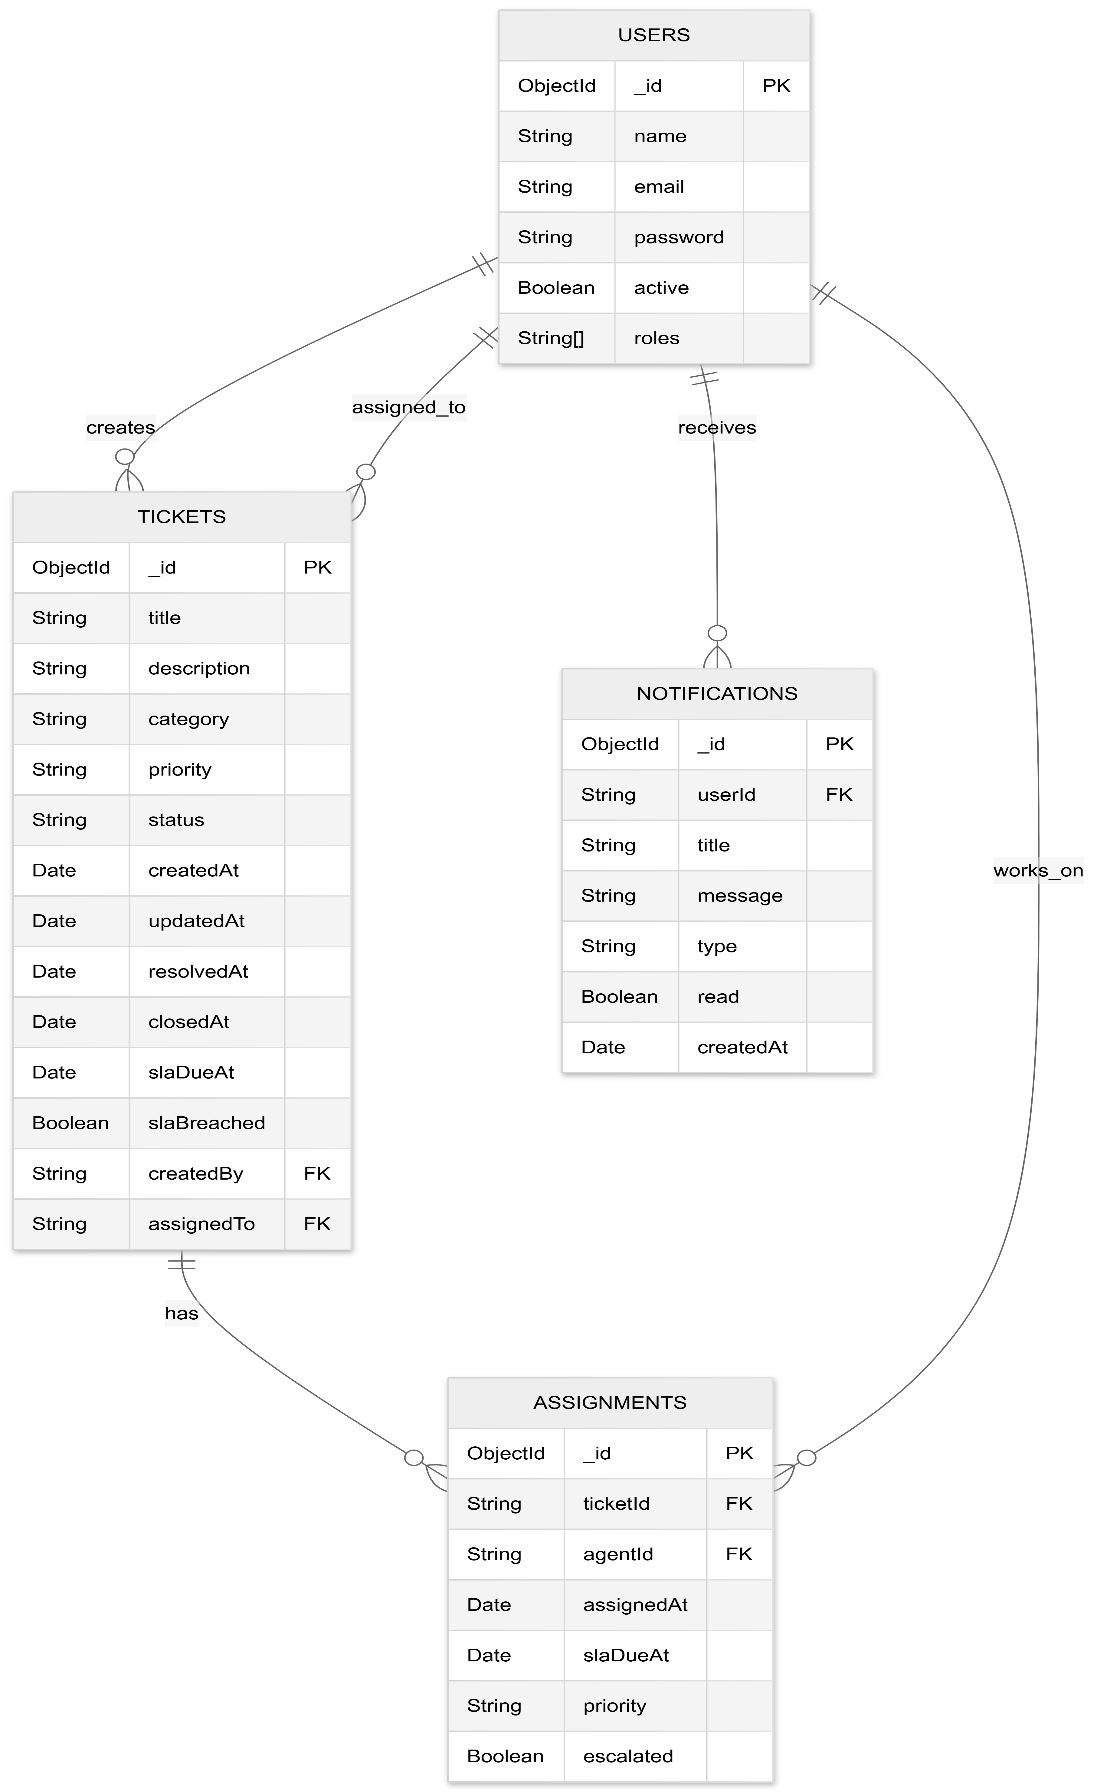 USERS
ObjectId _id PK
String name
String email
String password
Boolean active
String[] roles
creates
assigned_to
receives
TICKETS
ObjectId _id PK
String title
String description
String category
String priority
String status
Date createdAt
Date updatedAt
Date resolvedAt
Date closedAt
Date slaDueAt
Boolean slaBreached
String createdBy FK
String assignedTo FK
NOTIFICATIONS
ObjectId _id PK
String userId FK
String title
String message
String type
Boolean read
Date createdAt
works_on
has
ASSIGNMENTS
ObjectId _id PK
String ticketId FK
String agentId FK
Date assignedAt
Date slaDueAt
String priority
Boolean escalated